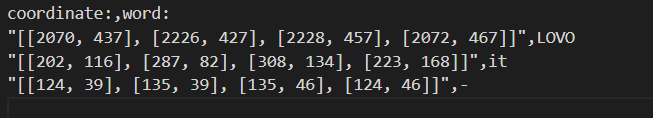 coordinate:,word:
"[[2070, 437], [2226, 427], [2228, 457], [2072, 467]]",LOVO
"[[202, 116], [287, 82], [308, 134], [223, 168]]",it
"[[124, 39], [135, 39], [135, 46], [124, 46]]",-